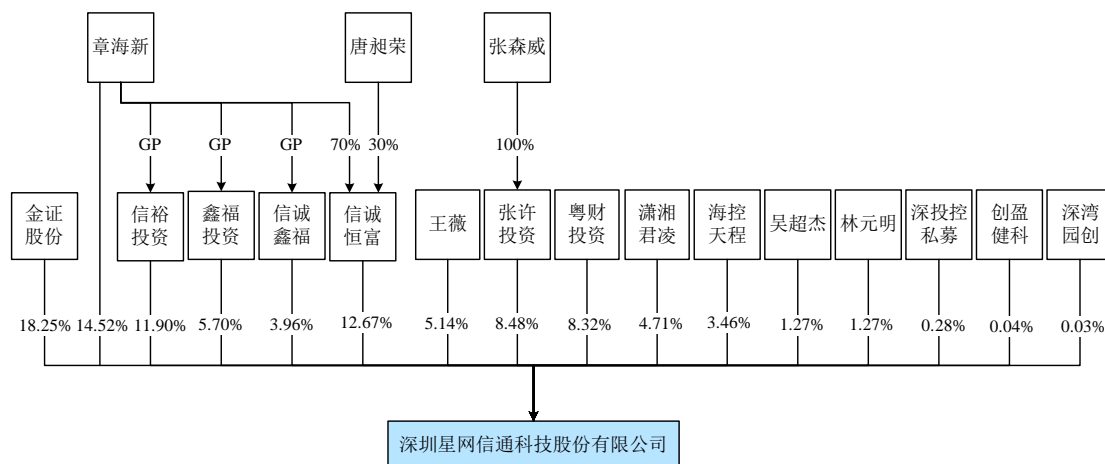 章海新
唐昶荣
张森威
GP
GP
GP
70%
30%
100%
金证
股份
信裕
投资
鑫福
投资
信诚
鑫福
信诚
恒富
王薇
张许
投资
粤财
投资
潇湘
君凌
海控
天程
吴超杰
林元明
深投控
私募
创盈
健科
深湾
园创
18.25%
14.52%
11.90%
5.70%
3.96%
12.67%
5.14%
8.48%
8.32%
4.71%
3.46%
1.27%
1.27%
0.28%
0.04%
0.03%
深圳星网信通科技股份有限公司